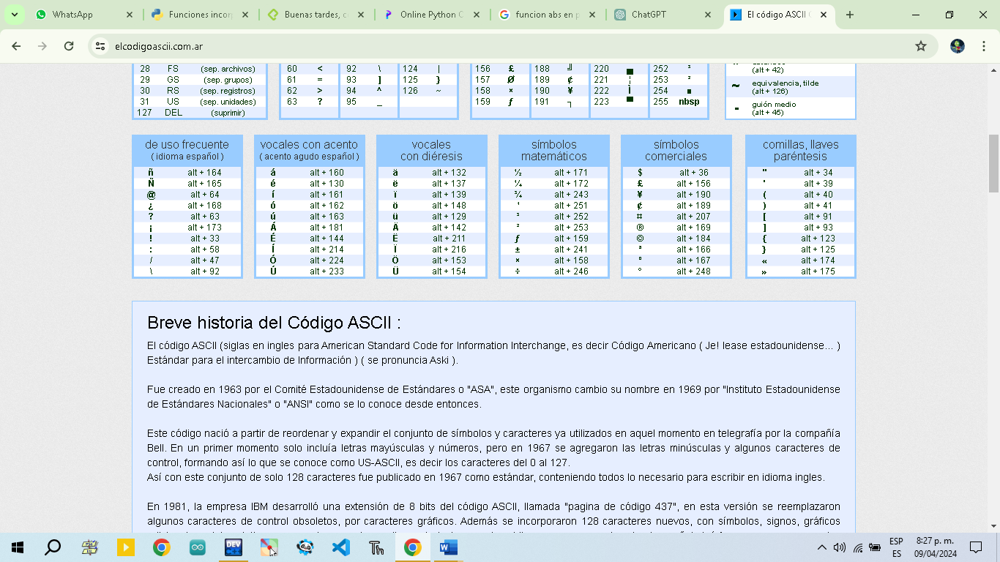 WhatsApp
Funciones incor
Buenas tardes, c
Online Python C
funcion abs en p
ChatGPT
El código ASCII
elcodigoascii.com.ar
28 FS (sep. archivos) 60 < 92 \ 124 | 156 £ 188 ╝ 220 ▄ 252 ³
(alt + 42)
29 GS (sep. grupos) 61 = 93 ] 125 } 157 Ø 189 ¢ 221 ¦ 253 ²
30 RS (sep. registros) 62 > 94 ^ 126 ~ 158 × 190 ¥ 222 Ì 254 ■
~ equivalencia, tilde
(alt + 126)
31 US (sep. unidades) 63 ? 95 _ 159 ƒ 191 ┐ 223 ▀ 255 nbsp
127 DEL (suprimir)
- guión medio
(alt + 45)
de uso frecuente
( idioma español )
ñ alt + 164
Ñ alt + 165
@ alt + 64
¿ alt + 168
? alt + 63
¡ alt + 173
! alt + 33
: alt + 58
/ alt + 47
\ alt + 92
vocales con acento
( acento agudo español )
á alt + 160
é alt + 130
í alt + 161
ó alt + 162
ú alt + 163
Á alt + 181
É alt + 144
Í alt + 214
Ó alt + 224
Ú alt + 233
vocales
con diéresis
ä alt + 132
ë alt + 137
ï alt + 139
ö alt + 148
ü alt + 129
Ä alt + 142
Ë alt + 211
Ï alt + 216
Ö alt + 153
Ü alt + 154
símbolos
matemáticos
½ alt + 171
¼ alt + 172
¾ alt + 243
¹ alt + 251
³ alt + 252
² alt + 253
ƒ alt + 159
± alt + 241
× alt + 158
÷ alt + 246
símbolos
comerciales
$ alt + 36
£ alt + 156
¥ alt + 190
¢ alt + 189
¤ alt + 207
® alt + 169
© alt + 184
ª alt + 166
º alt + 167
° alt + 248
comillas, llaves
paréntesis
" alt + 34
' alt + 39
( alt + 40
) alt + 41
[ alt + 91
] alt + 93
{ alt + 123
} alt + 125
« alt + 174
» alt + 175
Breve historia del Código ASCII :
El código ASCII (siglas en ingles para American Standard Code for Information Interchange, es decir Código Americano ( Je! lease estadounidense... )
Estándar para el intercambio de Información ) ( se pronuncia Aski ).
Fue creado en 1963 por el Comité Estadounidense de Estándares o "ASA", este organismo cambio su nombre en 1969 por "Instituto Estadounidense
de Estándares Nacionales" o "ANSI" como se lo conoce desde entonces.
Este código nació a partir de reordenar y expandir el conjunto de símbolos y caracteres ya utilizados en aquel momento en telegrafía por la compañía
Bell. En un primer momento solo incluía letras mayúsculas y números, pero en 1967 se agregaron las letras minúsculas y algunos caracteres de
control, formando así lo que se conoce como US-ASCII, es decir los caracteres del 0 al 127.
Así con este conjunto de solo 128 caracteres fue publicado en 1967 como estándar, conteniendo todos lo necesario para escribir en idioma ingles.
En 1981, la empresa IBM desarrolló una extensión de 8 bits del código ASCII, llamada "pagina de código 437", en esta versión se reemplazaron
algunos caracteres de control obsoletos, por caracteres gráficos. Además se incorporaron 128 caracteres nuevos, con símbolos, signos, gráficos
DEV
Th
W
ESP
ES
8:27 p. m.
09/04/2024